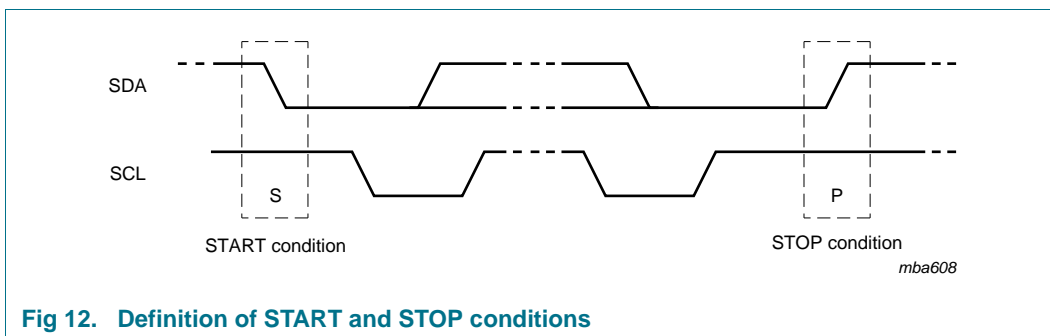 SDA
SCL
S
P
START condition
STOP condition
mba608
Fig 12. Definition of START and STOP conditions